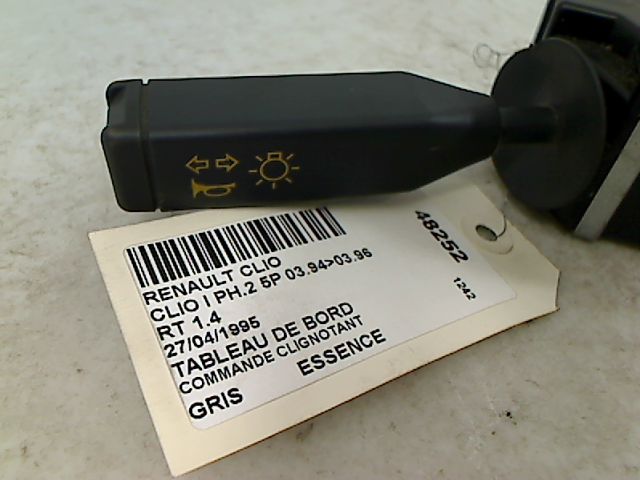 RENAULT CLIO
CLIO I PH.2 5P 03.94>03.96
RT 1.4
27/04/1995
TABLEAU DE BORD
COMMANDE CLIGNOTANT
GRIS ESSENCE
48252
1242